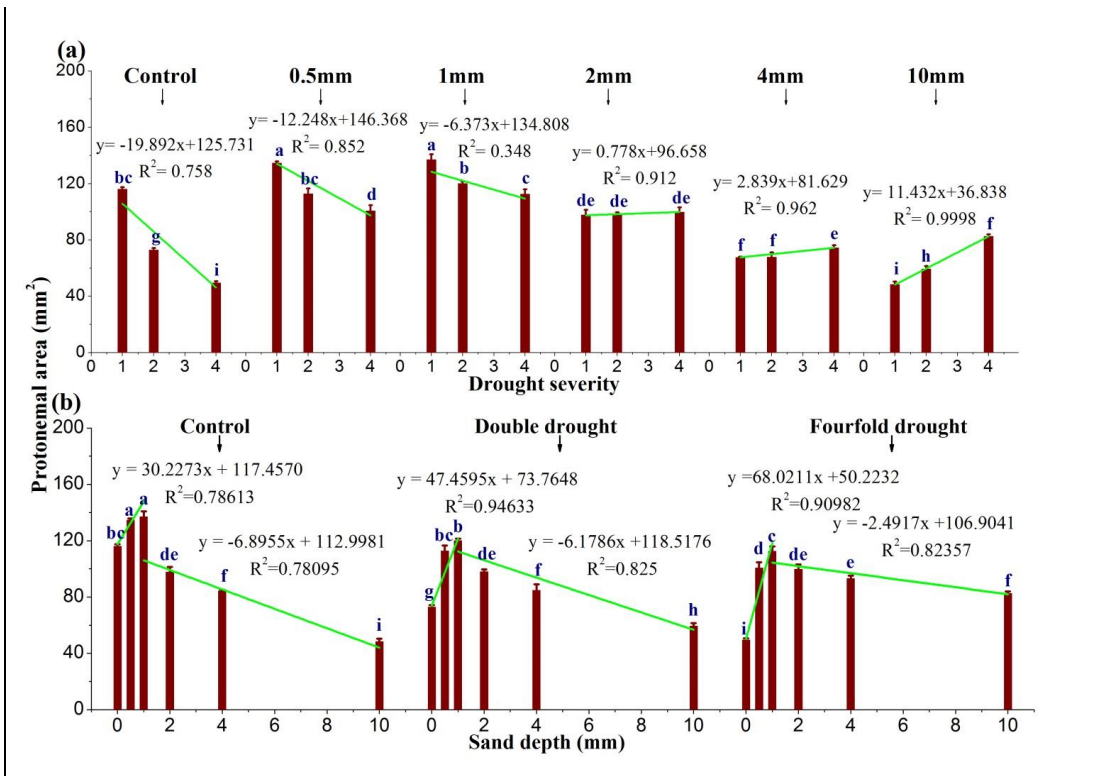 (a)
200
160
120
80
40
0
Control 0.5mm 1mm 2mm 4mm 10mm
y= -19.892x+125.731
R²= 0.758
y= -12.248x+146.368
R²= 0.852
y= -6.373x+134.808
R²= 0.348
y= 0.778x+96.658
R²= 0.912
y= 2.839x+81.629
R²= 0.962
y= 11.432x+36.838
R²= 0.9998
bc g i
a bc d
a b c
de de de
f f e
i h f
0 1 2 3 4 0 1 2 3 4 0 1 2 3 4 0 1 2 3 4 0 1 2 3 4 0 1 2 3 4
Drought severity
Protonemal area (mm²)
(b)
200
160
120
80
40
0
Control Double drought Fourfold drought
y = 30.2273x + 117.4570
R²=0.78613
y = -6.8955x + 112.9981
R²=0.78095
y = 47.4595x + 73.7648
R²=0.94633
y = -6.1786x +118.5176
R²=0.825
y =68.0211x +50.2232
R²=0.90982
y = -2.4917x +106.9041
R²=0.82357
bc a a de f i
g bc b de f h
i d c de e f
0 2 4 6 8 10 0 2 4 6 8 10 0 2 4 6 8 10
Sand depth (mm)